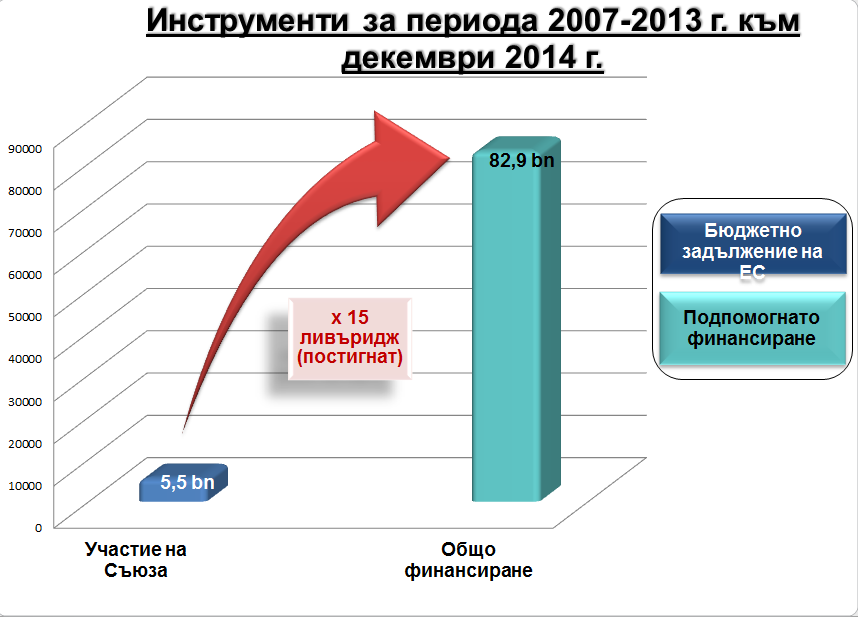 Инструменти за периода 2007-2013 г. към
декември 2014 г.
90000
80000
70000
60000
50000
40000
30000
20000
10000
0
82,9 bn
5,5 bn
х 15
ливъридж
(постигнат)
Участие на
Съюза
Общо
финансиране
Бюджетно
задължение на
ЕС
Подпомогнато
финансиране